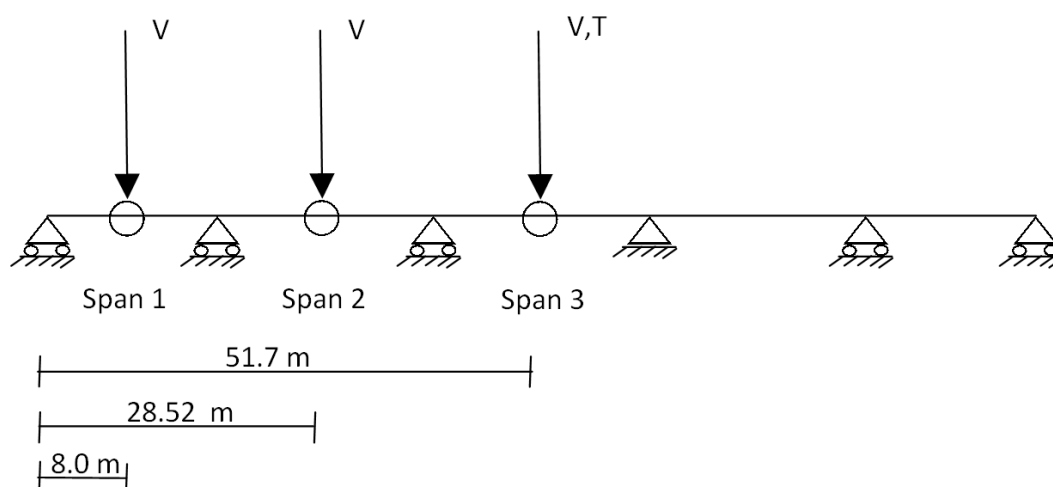 V
V
V,T
Span 1
Span 2
Span 3
51.7 m
28.52 m
8.0 m